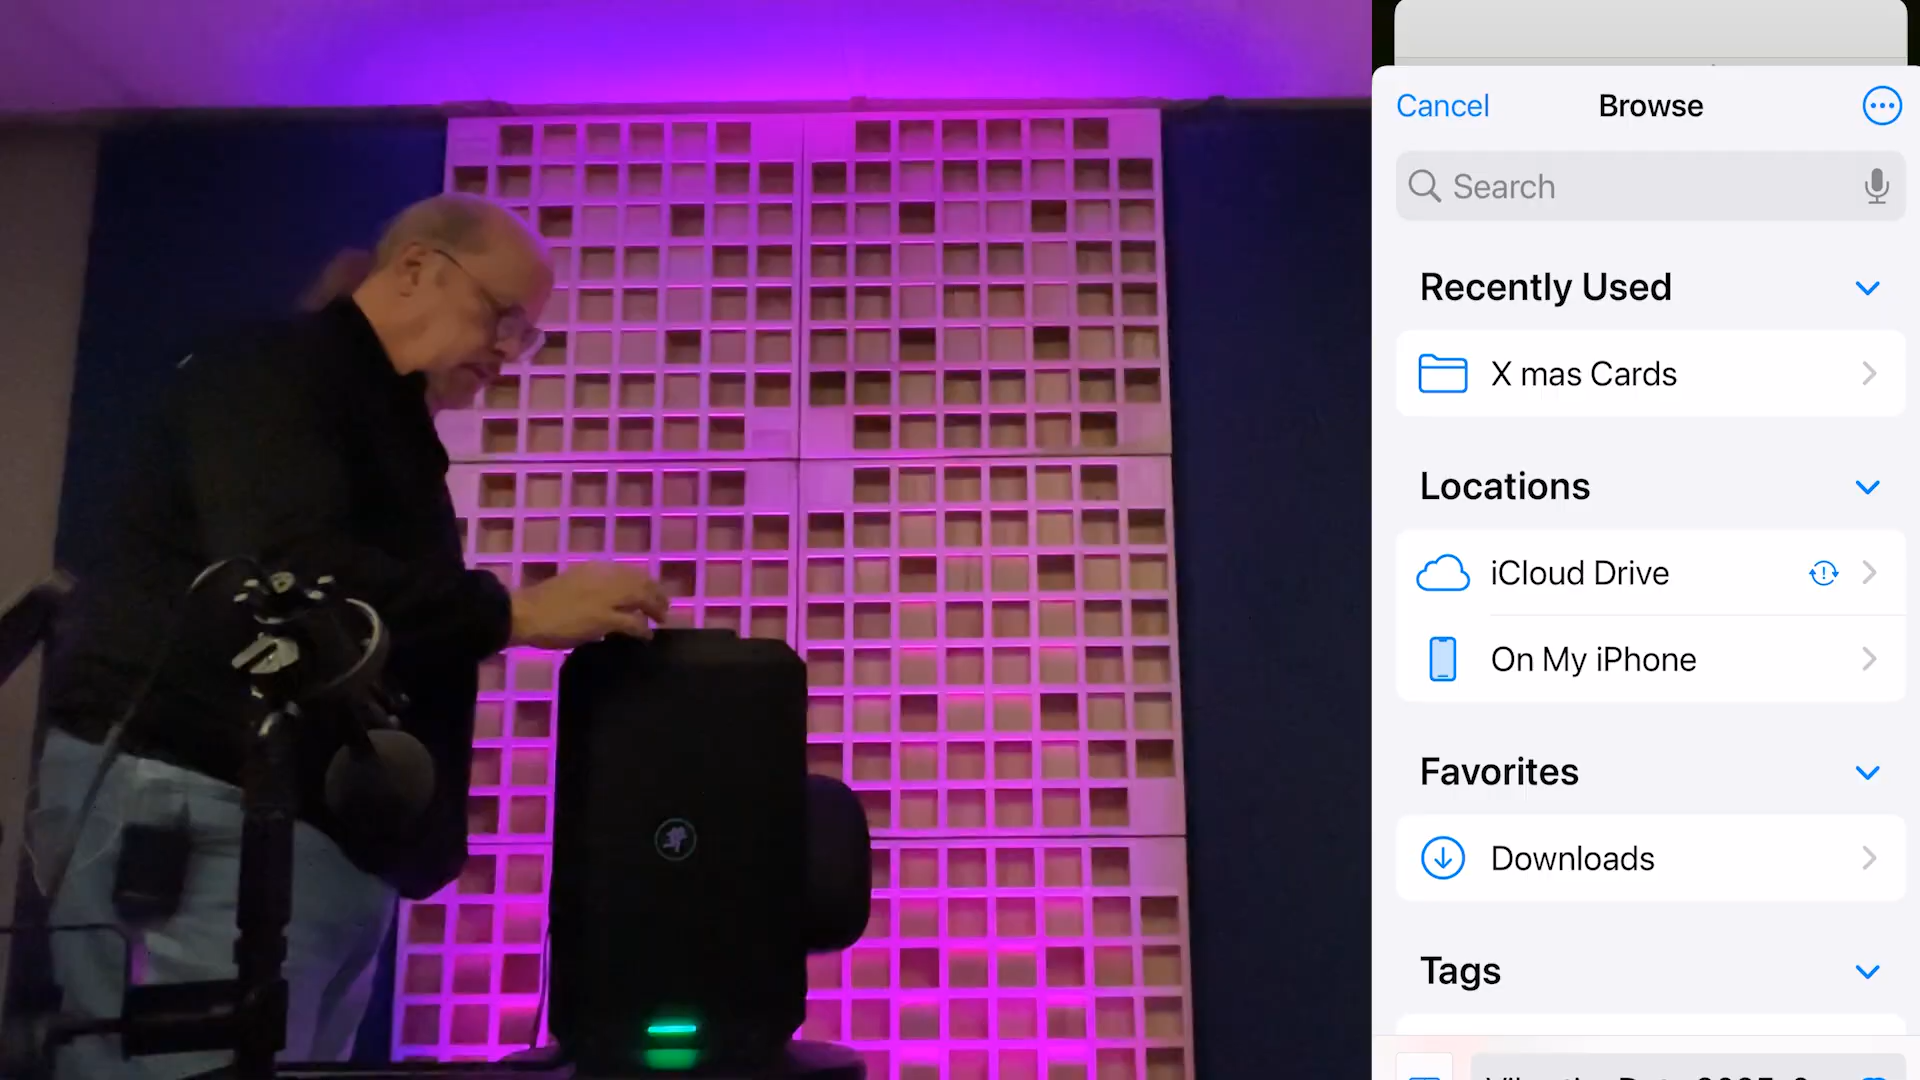 Cancel
Browse
Search
Recently Used
X mas Cards
Locations
iCloud Drive
On My iPhone
Favorites
Downloads
Tags